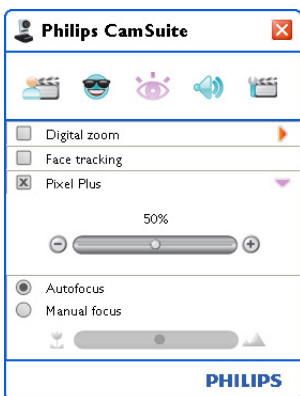 Philips CamSuite
Digital zoom
Face tracking
Pixel Plus
50%
Autofocus
Manual focus
PHILIPS